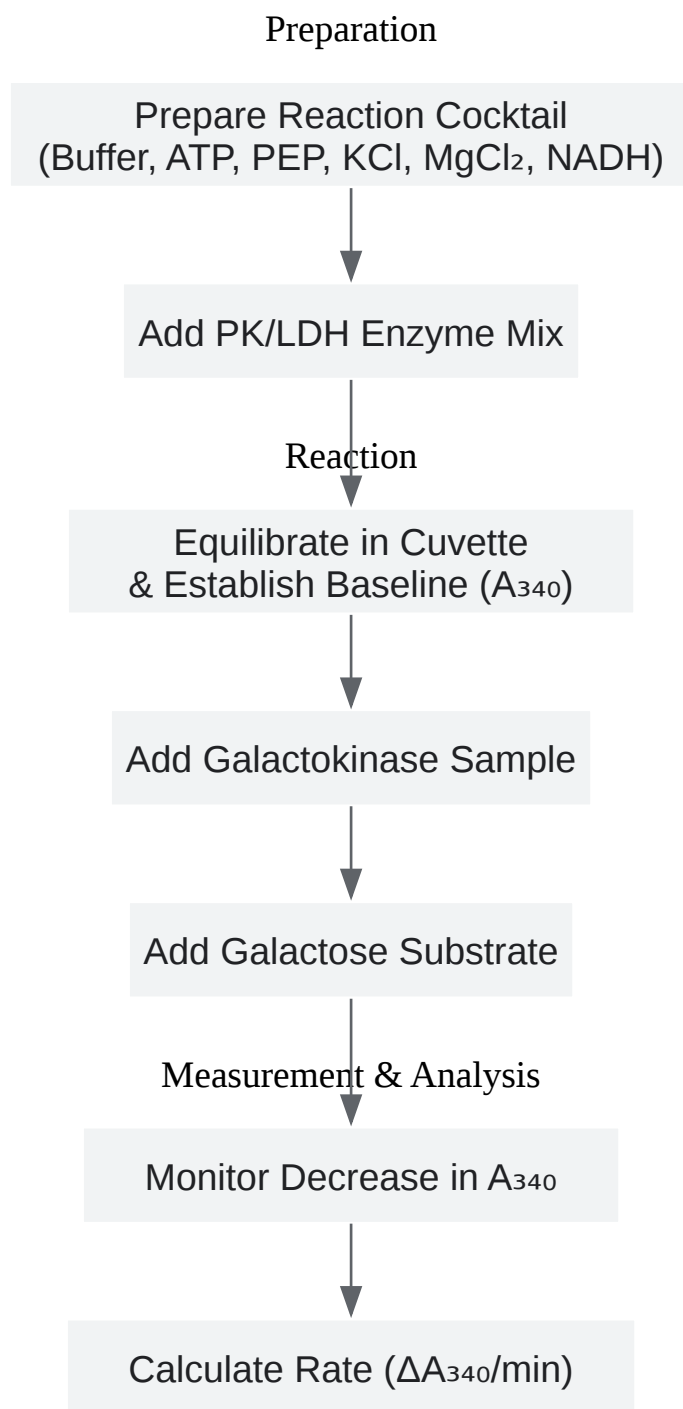 Preparation
Prepare Reaction Cocktail
(Buffer, ATP, PEP, KCl, MgCl₂, NADH)
Add PK/LDH Enzyme Mix
Reaction
Equilibrate in Cuvette
& Establish Baseline (A₃₄₀)
Add Galactokinase Sample
Add Galactose Substrate
Measurement & Analysis
Monitor Decrease in A₃₄₀
Calculate Rate (ΔA₃₄₀/min)